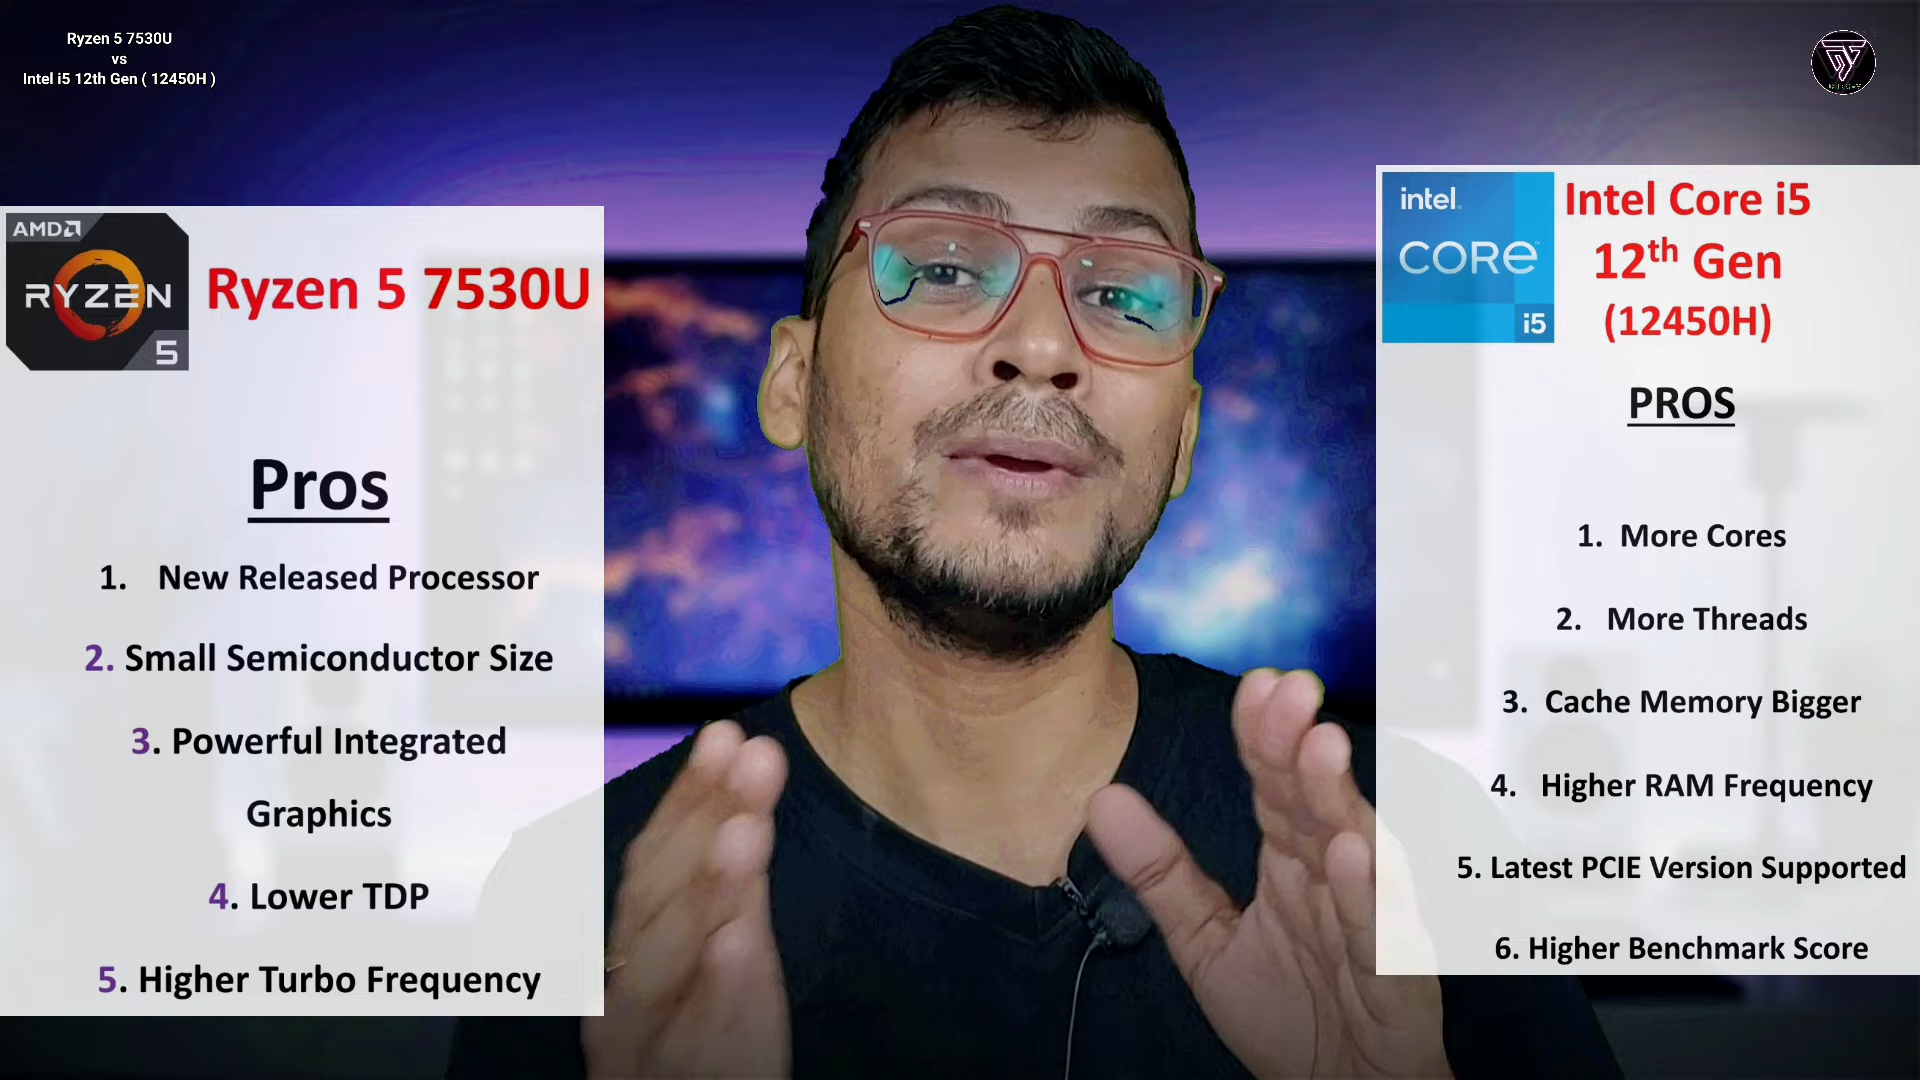 Ryzen 5 7530U
vs
Intel i5 12th Gen ( 12450H )
AMD
RYZEN
5
Ryzen 5 7530U
Pros
1. New Released Processor
2. Small Semiconductor Size
3. Powerful Integrated
Graphics
4. Lower TDP
5. Higher Turbo Frequency
intel.
CORE™
i5
Intel Core i5
12th Gen
(12450H)
PROS
1. More Cores
2. More Threads
3. Cache Memory Bigger
4. Higher RAM Frequency
5. Latest PCIE Version Supported
6. Higher Benchmark Score